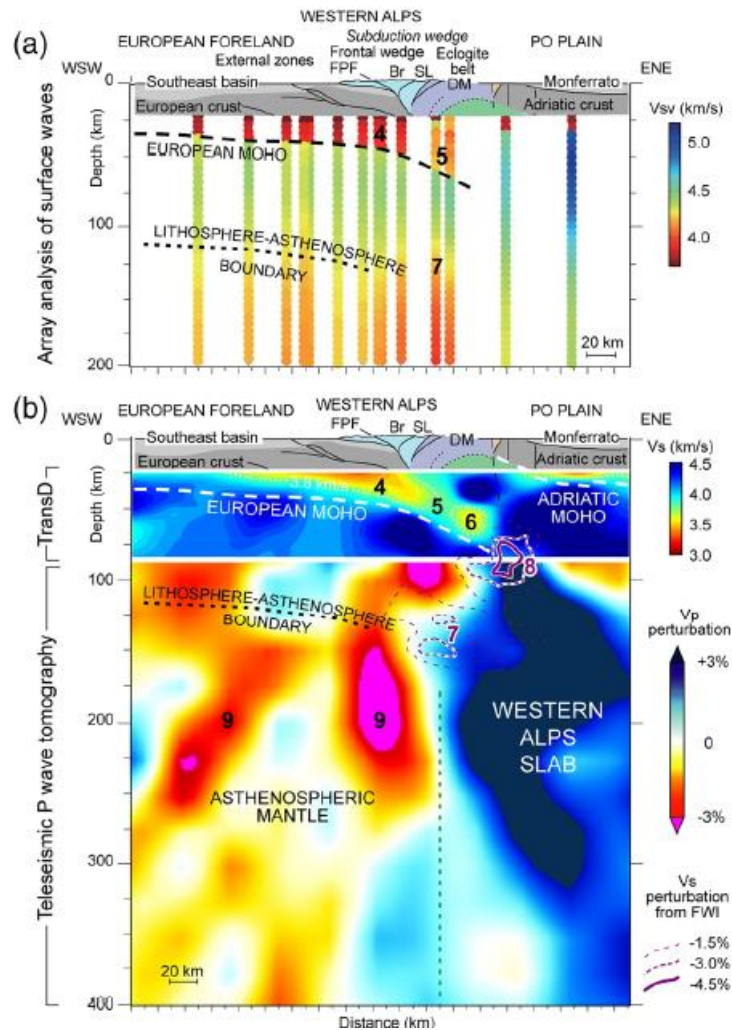 WESTERN ALPS
(a)
Subduction wedge
EUROPEAN FORELAND
Frontal wedge
Eclogite
PO PLAIN
External zones
FPF
Br
SL
belt
WSW
DM
ENE
0
Southeast basin
Monferrato
European crust
Adriatic crust
Vsv (km/s)
4
5
EUROPEAN MOHO
5.0
4.5
4.0
Depth (km)
100
LITHOSPHERE-ASTHENOSPHERE
BOUNDARY
7
200
20 km
Array analysis of surface waves
(b)
EUROPEAN FORELAND
WESTERN ALPS
PO PLAIN
WSW
FPF
Br
SL
ENE
0
Southeast basin
DM
Monferrato
European crust
Adriatic crust
Vs (km/s)
3.8 km/s
4
5
6
EUROPEAN MOHO
ADRIATIC
MOHO
4.5
4.0
3.5
3.0
Depth (km)
TransD
8
100
LITHOSPHERE-ASTHENOSPHERE
BOUNDARY
7
VP
perturbation
+3%
0
-3%
9
9
200
WESTERN
ALPS
SLAB
ASTHENOSPHERIC
MANTLE
Teleseismic P wave tomography
300
Vs
perturbation
from FWI
-1.5%
-3.0%
-4.5%
20 km
400
Distance (km)